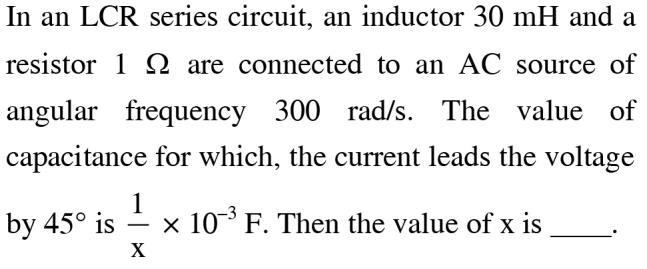 In an LCR series circuit, an inductor 30 mH and a
resistor 1 Ω are connected to an AC source of
angular frequency 300 rad/s. The value of
capacitance for which, the current leads the voltage
by 45° is 1/x × 10⁻³ F. Then the value of x is ____.